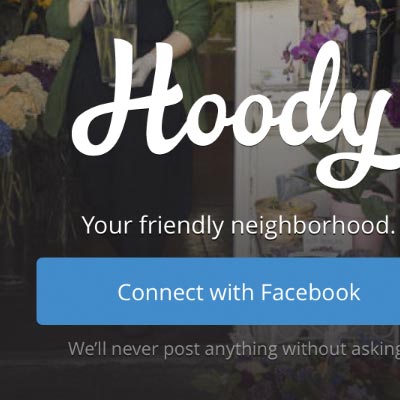 Hoody
Your friendly neighborhood.
Connect with Facebook
We'll never post anything without asking